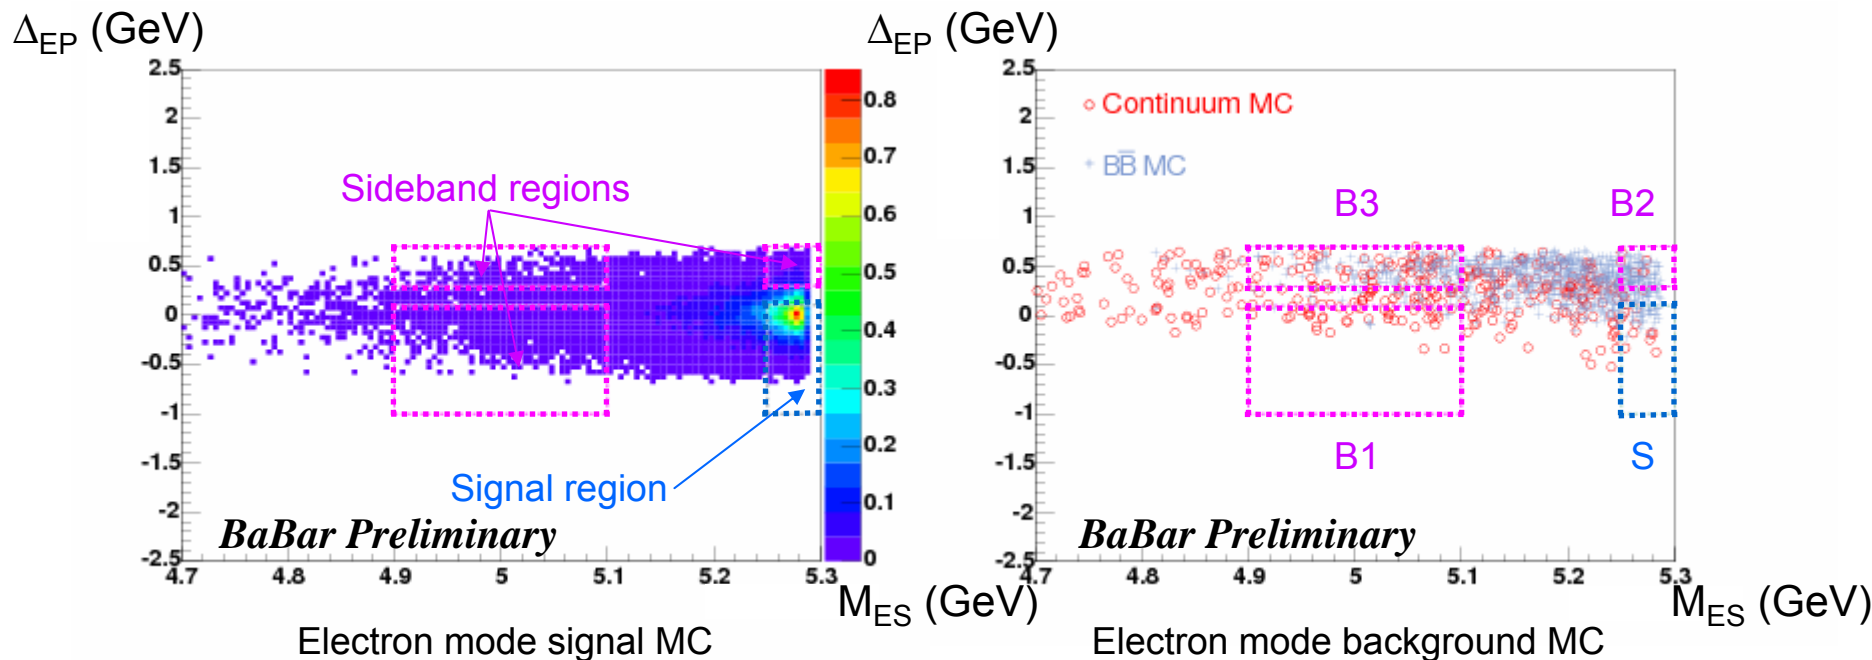 Δ_EP (GeV)
2.5
2
1.5
1
0.5
0
-0.5
-1
-1.5
-2
-2.5
4.7
4.8
4.9
5
5.1
5.2
5.3
Sideband regions
Signal region
BaBar Preliminary
0.8
0.7
0.6
0.5
0.4
0.3
0.2
0.1
0
M_ES (GeV)
Electron mode signal MC
Δ_EP (GeV)
2.5
2
1.5
1
0.5
0
-0.5
-1
-1.5
-2
-2.5
4.7
4.8
4.9
5
5.1
5.2
5.3
Continuum MC
BB̅ MC
B3
B2
B1
S
BaBar Preliminary
M_ES (GeV)
Electron mode background MC